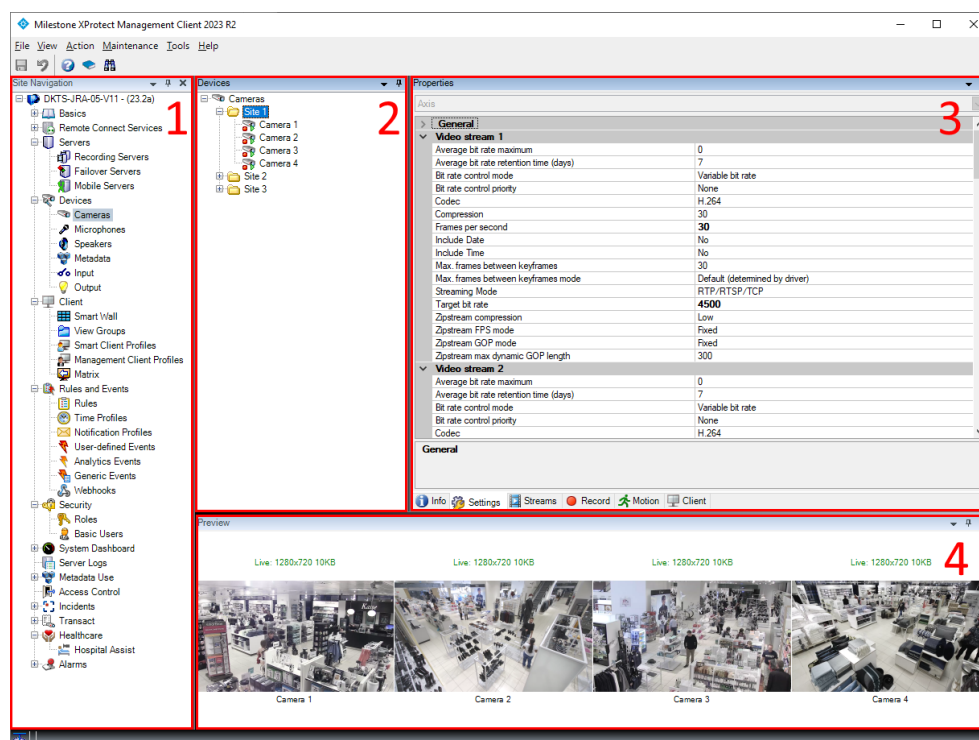 Milestone XProtect Management Client 2023 R2
File View Action Maintenance Tools Help
Site Navigation
1
DKTS-JRA-05-V11 - (23.2a)
Basics
Remote Connect Services
Servers
Recording Servers
Failover Servers
Mobile Servers
Devices
Cameras
Microphones
Speakers
Metadata
Input
Output
Client
Smart Wall
View Groups
Smart Client Profiles
Management Client Profiles
Matrix
Rules and Events
Rules
Time Profiles
Notification Profiles
User-defined Events
Analytics Events
Generic Events
Webhooks
Security
Roles
Basic Users
System Dashboard
Server Logs
Metadata Use
Access Control
Incidents
Transact
Healthcare
Hospital Assist
Alarms
Devices
2
Cameras
Site 1
Camera 1
Camera 2
Camera 3
Camera 4
Site 2
Site 3
Properties
3
Axis
General
Video stream 1
Average bit rate maximum 0
Average bit rate retention time (days) 7
Bit rate control mode Variable bit rate
Bit rate control priority None
Codec H.264
Compression 30
Frames per second 30
Include Date No
Include Time No
Max. frames between keyframes 30
Max. frames between keyframes mode Default (determined by driver)
Streaming Mode RTP/RTSP/TCP
Target bit rate 4500
Zipstream compression Low
Zipstream FPS mode Fixed
Zipstream GOP mode Fixed
Zipstream max dynamic GOP length 300
Video stream 2
Average bit rate maximum 0
Average bit rate retention time (days) 7
Bit rate control mode Variable bit rate
Bit rate control priority None
Codec H.264
General
Info Settings Streams Record Motion Client
Preview
4
Live: 1280x720 10KB Live: 1280x720 10KB Live: 1280x720 10KB Live: 1280x720 10KB
Camera 1 Camera 2 Camera 3 Camera 4